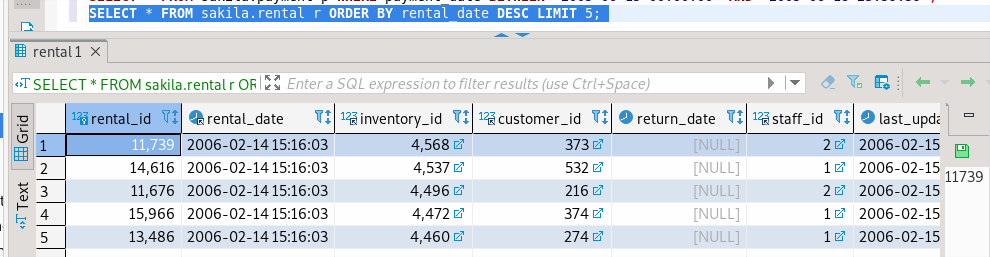 SELECT * FROM sakila.rental r ORDER BY rental_date DESC LIMIT 5;
rental 1
SELECT * FROM sakila.rental r OR
Enter a SQL expression to filter results (use Ctrl+Space)
Grid
Text
123 rental_id rental_date 123 inventory_id 123 customer_id return_date 123 staff_id last_upda
1 11,739 2006-02-14 15:16:03 4,568 373 [NULL] 2 2006-02-15
2 14,616 2006-02-14 15:16:03 4,537 532 [NULL] 1 2006-02-15
3 11,676 2006-02-14 15:16:03 4,496 216 [NULL] 2 2006-02-15
4 15,966 2006-02-14 15:16:03 4,472 374 [NULL] 1 2006-02-15
5 13,486 2006-02-14 15:16:03 4,460 274 [NULL] 1 2006-02-15
11739